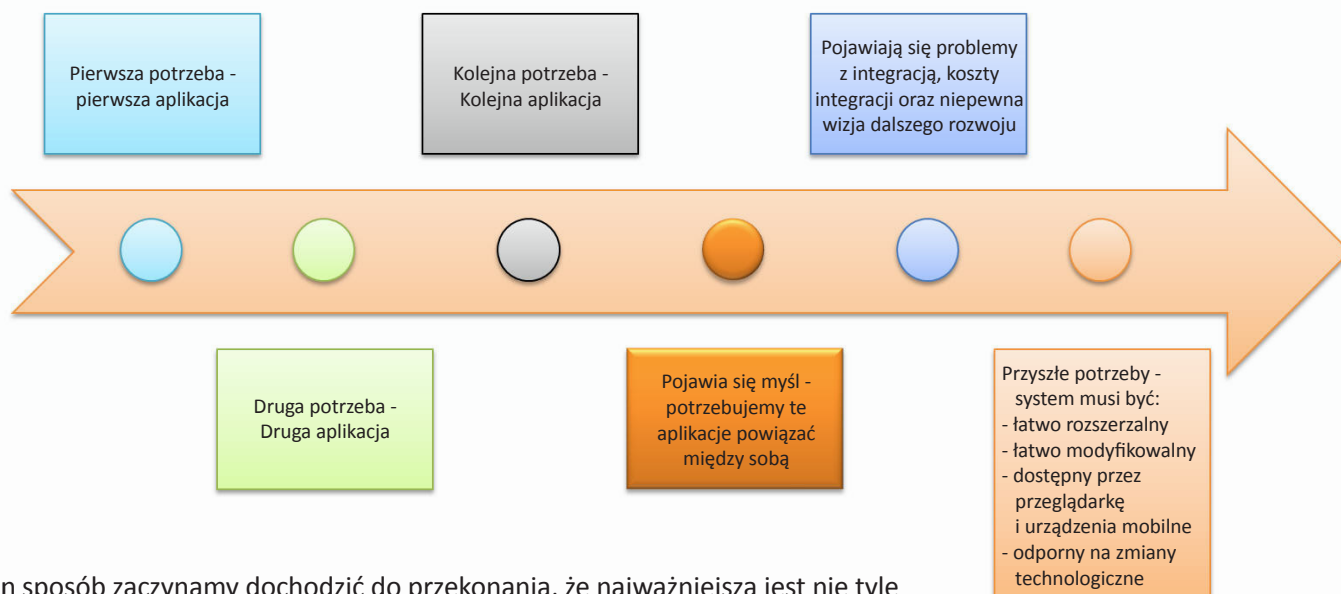 Pierwsza potrzeba -
pierwsza aplikacja
Kolejna potrzeba -
Kolejna aplikacja
Pojawiają się problemy
z integracją, koszty
integracji oraz niepewna
wizja dalszego rozwoju
Druga potrzeba -
Druga aplikacja
Pojawia się myśl -
potrzebujemy te
aplikacje powiązać
między sobą
Przyszłe potrzeby -
system musi być:
- łatwo rozszerzalny
- łatwo modyfikowalny
- dostępny przez
przeglądarkę
i urządzenia mobilne
- odporny na zmiany
technologiczne
sposób zaczynamy dochodzić do przekonania, że najważniejsza jest nie tyle